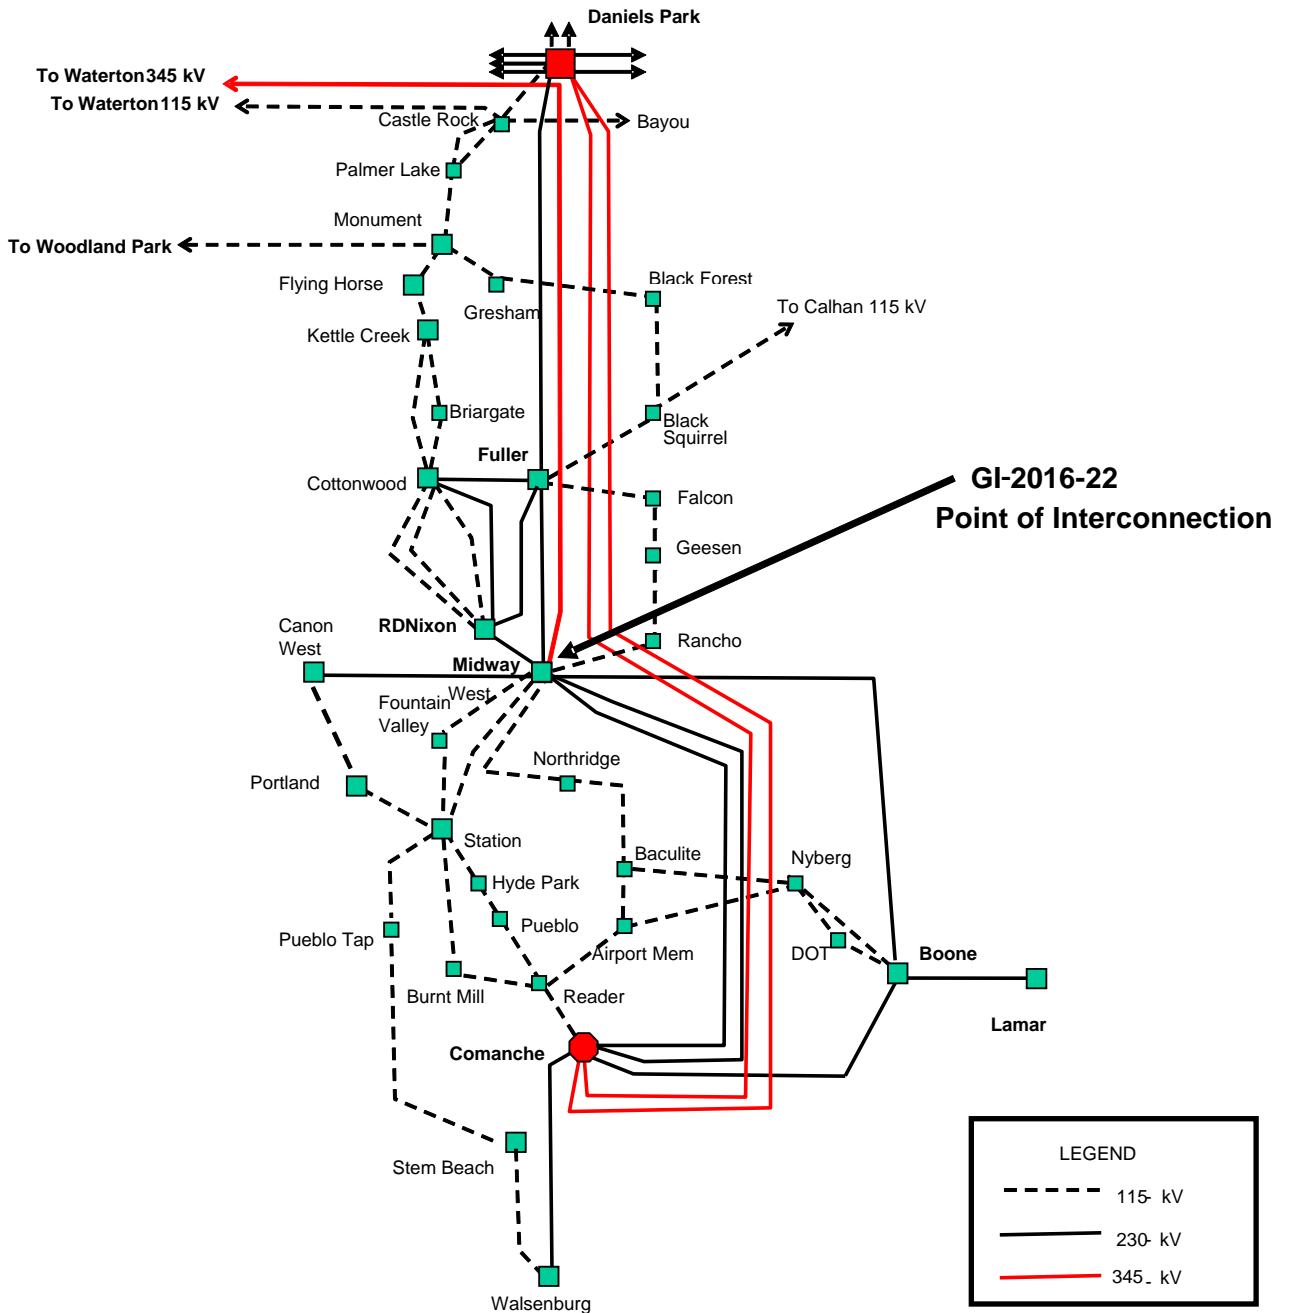 Daniels Park
To Waterton 345 kV
To Waterton 115 kV
Castle Rock
Bayou
Palmer Lake
Monument
To Woodland Park
Flying Horse
Gresham
Black Forest
To Calhan 115 kV
Kettle Creek
Briargate
Black
Squirrel
Fuller
Cottonwood
Falcon
GI-2016-22
Point of Interconnection
Geesen
RDNixon
Rancho
Canon
West
Midway
West
Fountain
Valley
Northridge
Portland
Station
Baculite
Nyberg
Hyde Park
Pueblo
Pueblo Tap
Airport Mem
DOT
Boone
Burnt Mill
Reader
Lamar
Comanche
Stem Beach
Walsenburg
LEGEND
115- kV
230- kV
345- kV